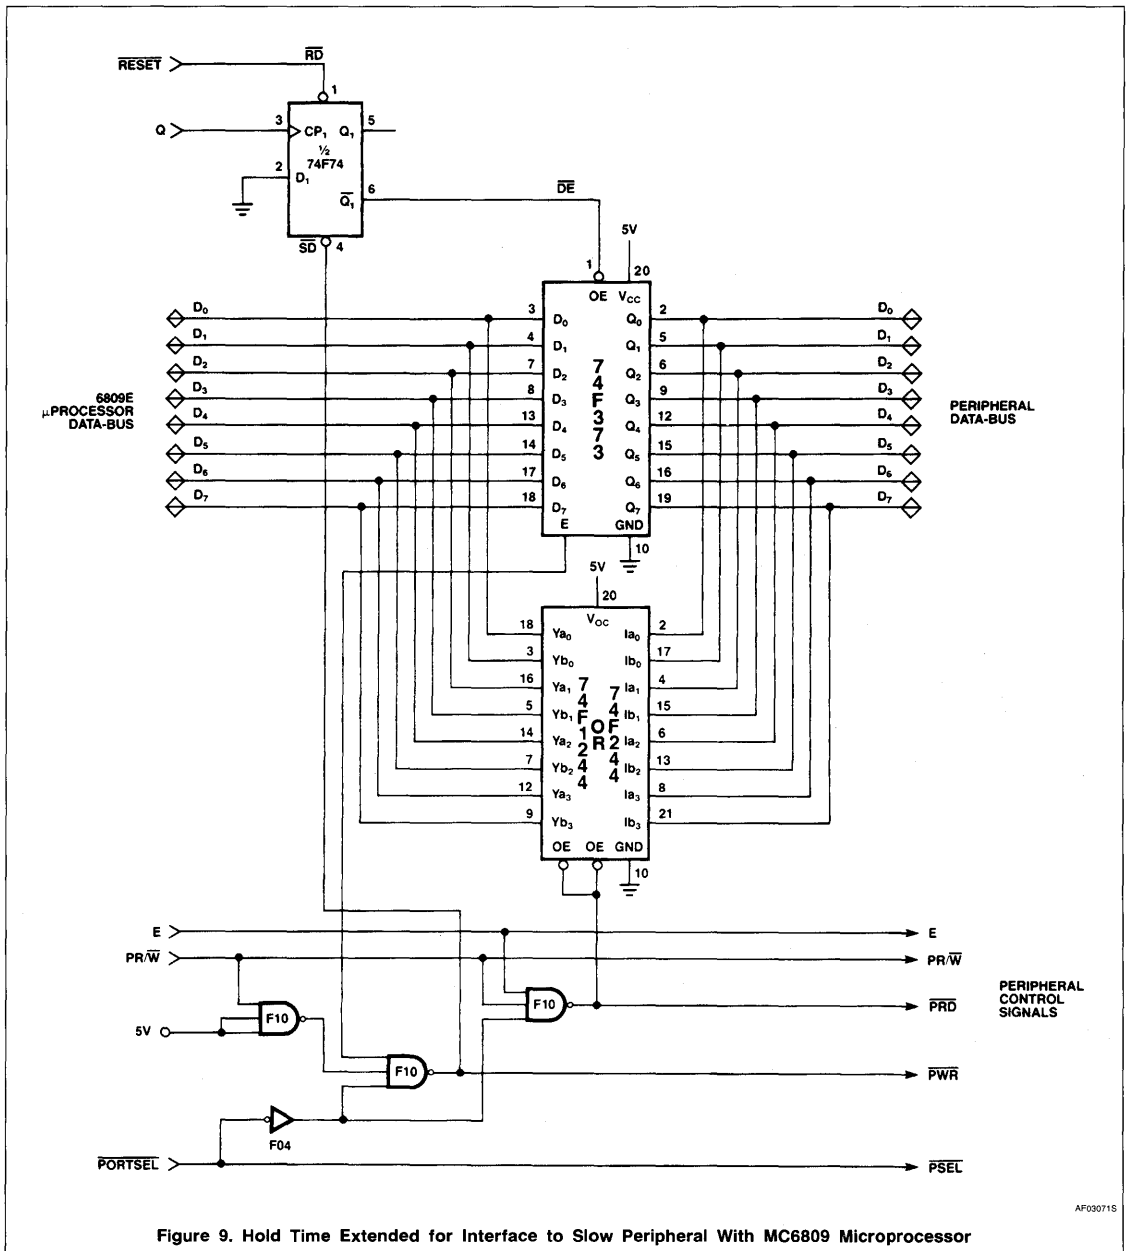 RESET
RD
1
Q
3
CP1
Q1
5
½
74F74
2
D1
6
Q1
DE
SD
4
5V
1
20
OE
VCC
D0
3
D0
Q0
2
D0
D1
4
D1
Q1
5
D1
D2
7
D2
Q2
6
D2
D3
8
D3
Q3
9
D3
D4
13
D4
Q4
12
D4
D5
14
D5
Q5
15
D5
D6
17
D6
Q6
16
D6
D7
18
D7
Q7
19
D7
74F373
6809E
μPROCESSOR
DATA-BUS
PERIPHERAL
DATA-BUS
E
GND
10
5V
20
VOC
18
Ya0
Ia0
2
3
Yb0
Ib0
17
16
Ya1
Ia1
4
5
Yb1
Ib1
15
14
Ya2
Ia2
6
7
Yb2
Ib2
13
12
Ya3
Ia3
8
9
Yb3
Ib3
21
74F1244
OR
74F244
OE
OE
GND
10
E
E
PR/W
PR/W
F10
PRD
PERIPHERAL
CONTROL
SIGNALS
5V
F10
F10
PWR
F04
PORTSEL
PSEL
AF03071S
Figure 9. Hold Time Extended for Interface to Slow Peripheral With MC6809 Microprocessor